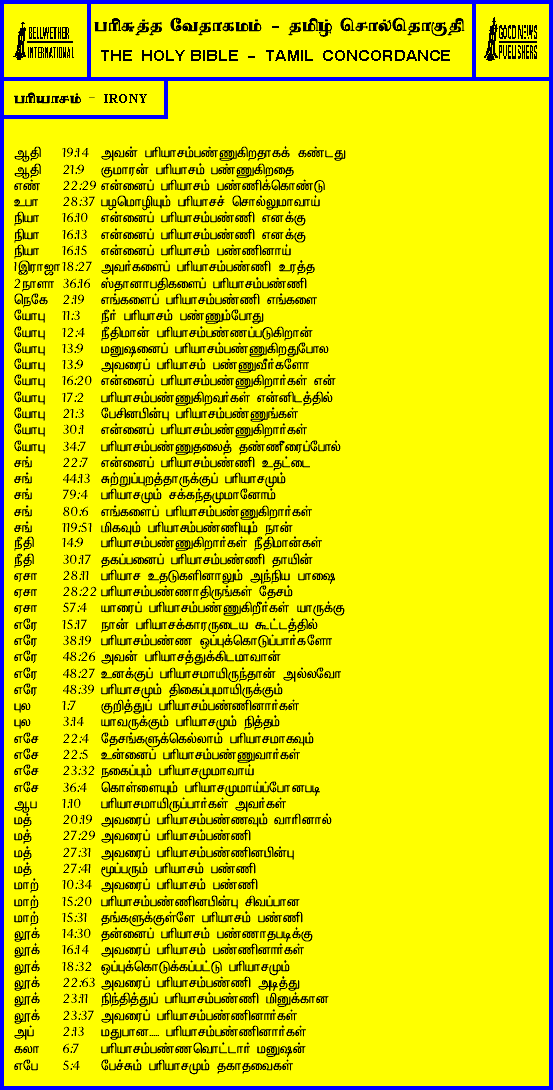 BELLWETHER
INTERNATIONAL
பரிசுத்த வேதாகமம் - தமிழ் சொல்தொகுதி
THE HOLY BIBLE - TAMIL CONCORDANCE
GOOD NEWS
PUBLISHERS
பரியாசம் - IRONY
ஆதி 19:14 அவன் பரியாசம்பண்ணுகிறதாகக் கண்டது
ஆதி 21:9 குமாரன் பரியாசம் பண்ணுகிறதை
எண் 22:29 என்னைப் பரியாசம் பண்ணிக்கொண்டு
உபா 28:37 பழமொழியும் பரியாசச் சொல்லுமாவாய்
நியா 16:10 என்னைப் பரியாசம்பண்ணி எனக்கு
நியா 16:13 என்னைப் பரியாசம்பண்ணி எனக்கு
நியா 16:15 என்னைப் பரியாசம் பண்ணினாய்
1இராஜா 18:27 அவர்களைப் பரியாசம்பண்ணி உரத்த
2நாளா 36:16 ஸ்தானாபதிகளைப் பரியாசம்பண்ணி
நெகே 2:19 எங்களைப் பரியாசம்பண்ணி எங்களை
யோபு 11:3 நீர் பரியாசம் பண்ணும்போது
யோபு 12:4 நீதிமான் பரியாசம்பண்ணப்படுகிறான்
யோபு 13:9 மனுஷனைப் பரியாசம்பண்ணுகிறதுபோல
யோபு 13:9 அவரைப் பரியாசம் பண்ணுவீர்களோ
யோபு 16:20 என்னைப் பரியாசம்பண்ணுகிறார்கள் என்
யோபு 17:2 பரியாசம்பண்ணுகிறவர்கள் என்னிடத்தில்
யோபு 21:3 பேசினபின்பு பரியாசம்பண்ணுங்கள்
யோபு 30:1 என்னைப் பரியாசம்பண்ணுகிறார்கள்
யோபு 34:7 பரியாசம்பண்ணுதலைத் தண்ணீரைப்போல்
சங் 22:7 என்னைப் பரியாசம்பண்ணி உதட்டை
சங் 44:13 சுற்றுப்புறத்தாருக்குப் பரியாசமும்
சங் 79:4 பரியாசமும் சக்கந்தமுமானோம்
சங் 80:6 எங்களைப் பரியாசம்பண்ணுகிறார்கள்
சங் 119:51 மிகவும் பரியாசம்பண்ணியும் நான்
நீதி 14:9 பரியாசம்பண்ணுகிறார்கள் நீதிமான்கள்
நீதி 30:17 தகப்பனைப் பரியாசம்பண்ணி தாயின்
ஏசா 28:11 பரியாச உதடுகளினாலும் அந்நிய பாஷை
ஏசா 28:22 பரியாசம்பண்ணாதிருங்கள் தேசம்
ஏசா 57:4 யாரைப் பரியாசம்பண்ணுகிறீர்கள் யாருக்கு
எரே 15:17 நான் பரியாசக்காரருடைய கூட்டத்தில்
எரே 38:19 பரியாசம்பண்ண ஒப்புக்கொடுப்பார்களோ
எரே 48:26 அவன் பரியாசத்துக்கிடமாவான்
எரே 48:27 உனக்குப் பரியாசமாயிருந்தான் அல்லவோ
எரே 48:39 பரியாசமும் திகைப்புமாயிருக்கும்
புல 1:7 குறித்துப் பரியாசம்பண்ணினார்கள்
புல 3:14 யாவருக்கும் பரியாசமும் நித்தம்
எசே 22:4 தேசங்களுக்கெல்லாம் பரியாசமாகவும்
எசே 22:5 உன்னைப் பரியாசம்பண்ணுவார்கள்
எசே 23:32 நகைப்பும் பரியாசமுமாவாய்
எசே 36:4 கொள்ளையும் பரியாசமுமாய்ப்போனபடி
ஆப 1:10 பரியாசமாயிருப்பார்கள் அவர்கள்
மத் 20:19 அவரைப் பரியாசம்பண்ணவும் வாரினால்
மத் 27:29 அவரைப் பரியாசம்பண்ணி
மத் 27:31 அவரைப் பரியாசம்பண்ணினபின்பு
மத் 27:41 மூப்பரும் பரியாசம் பண்ணி
மாற் 10:34 அவரைப் பரியாசம் பண்ணி
மாற் 15:20 பரியாசம்பண்ணினபின்பு சிவப்பான
மாற் 15:31 தங்களுக்குள்ளே பரியாசம் பண்ணி
லூக் 14:30 தன்னைப் பரியாசம் பண்ணாதபடிக்கு
லூக் 16:14 அவரைப் பரியாசம் பண்ணினார்கள்
லூக் 18:32 ஒப்புக்கொடுக்கப்பட்டு பரியாசமும்
லூக் 22:63 அவரைப் பரியாசம்பண்ணி அடித்து
லூக் 23:11 நிந்தித்துப் பரியாசம்பண்ணி மினுக்கான
லூக் 23:37 அவரைப் பரியாசம்பண்ணினார்கள்
அப் 2:13 மதுபான..... பரியாசம்பண்ணினார்கள்
கலா 6:7 பரியாசம்பண்ணவொட்டார் மனுஷன்
எபே 5:4 பேச்சும் பரியாசமும் தகாதவைகள்